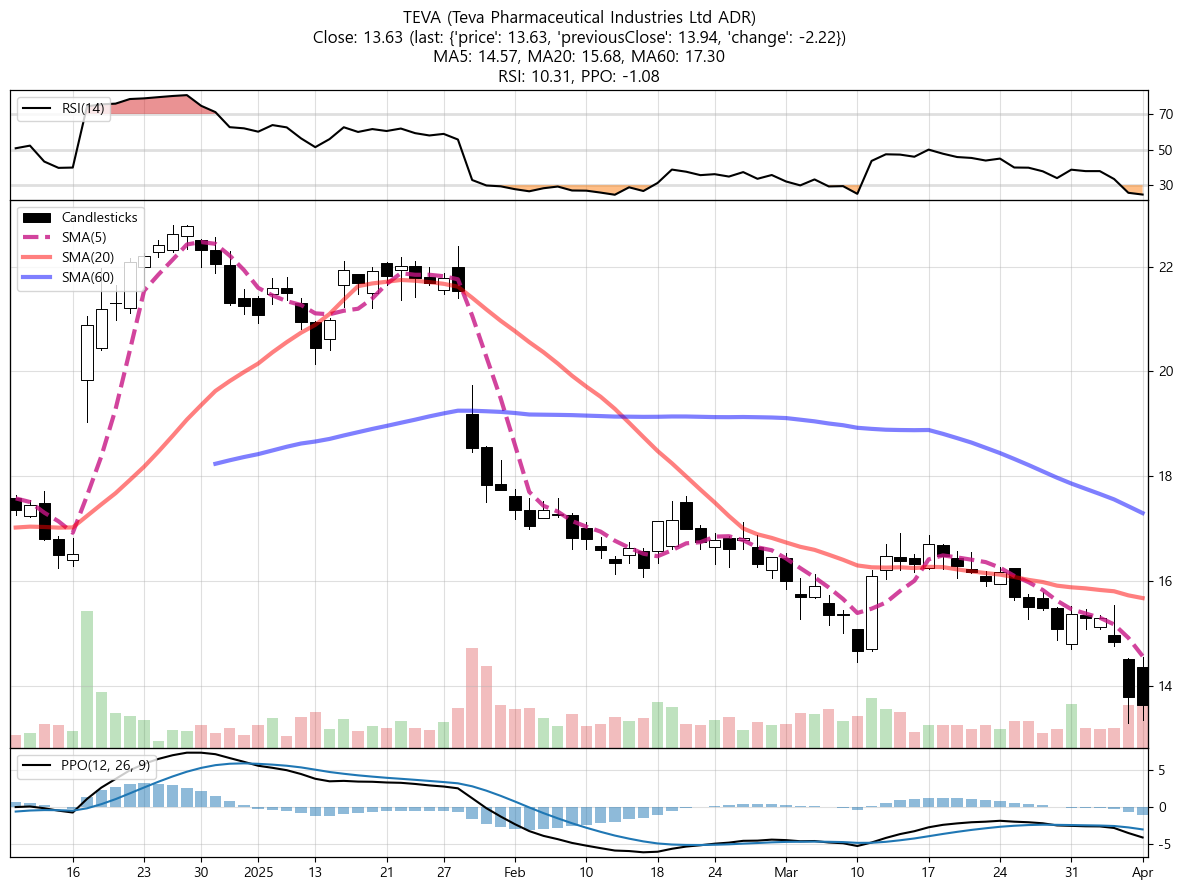 TEVA (Teva Pharmaceutical Industries Ltd ADR)
Close: 13.63 (last: {'price': 13.63, 'previousClose': 13.94, 'change': -2.22})
MA5: 14.57, MA20: 15.68, MA60: 17.30
RSI: 10.31, PPO: -1.08
RSI(14)
70
50
30
Candlesticks
SMA(5)
SMA(20)
SMA(60)
22
20
18
16
14
PPO(12, 26, 9)
5
0
-5
16 23 30 2025 13 21 27 Feb 10 18 24 Mar 10 17 24 31 Apr